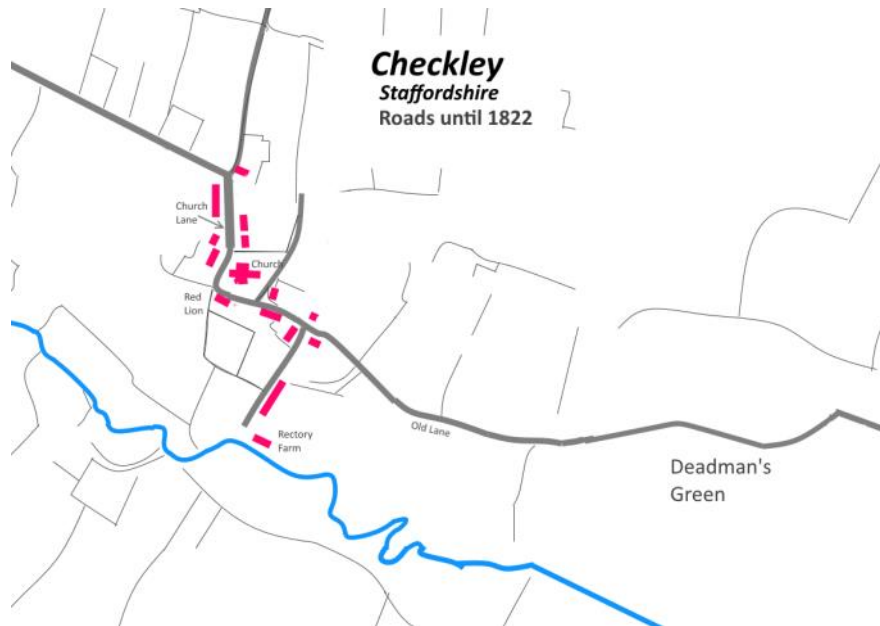 Checkley
Staffordshire
Roads until 1822
Church
Lane
Church
Red
Lion
Old Lane
Rectory
Farm
Deadman's
Green